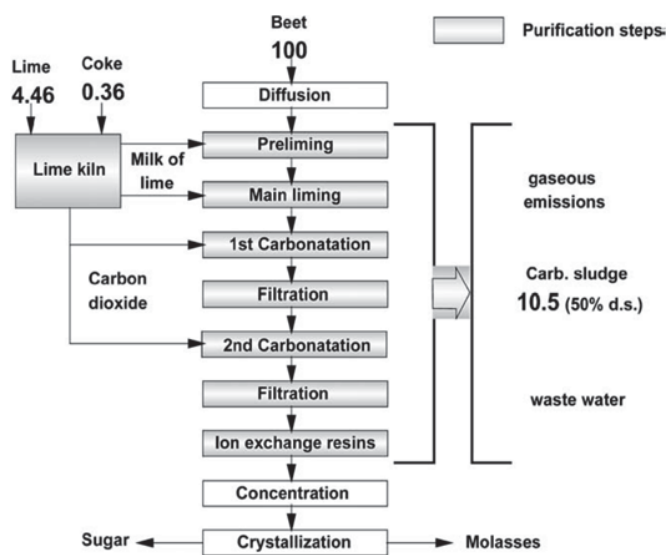 Beet
100
Purification steps
Lime
4.46
Coke
0.36
Diffusion
Preliming
Lime kiln
Milk of
lime
Main liming
gaseous
emissions
1st Carbonatation
Carbon
dioxide
Carb. sludge
10.5 (50% d.s.)
Filtration
2nd Carbonatation
Filtration
waste water
Ion exchange resins
Concentration
Sugar
Crystallization
Molasses